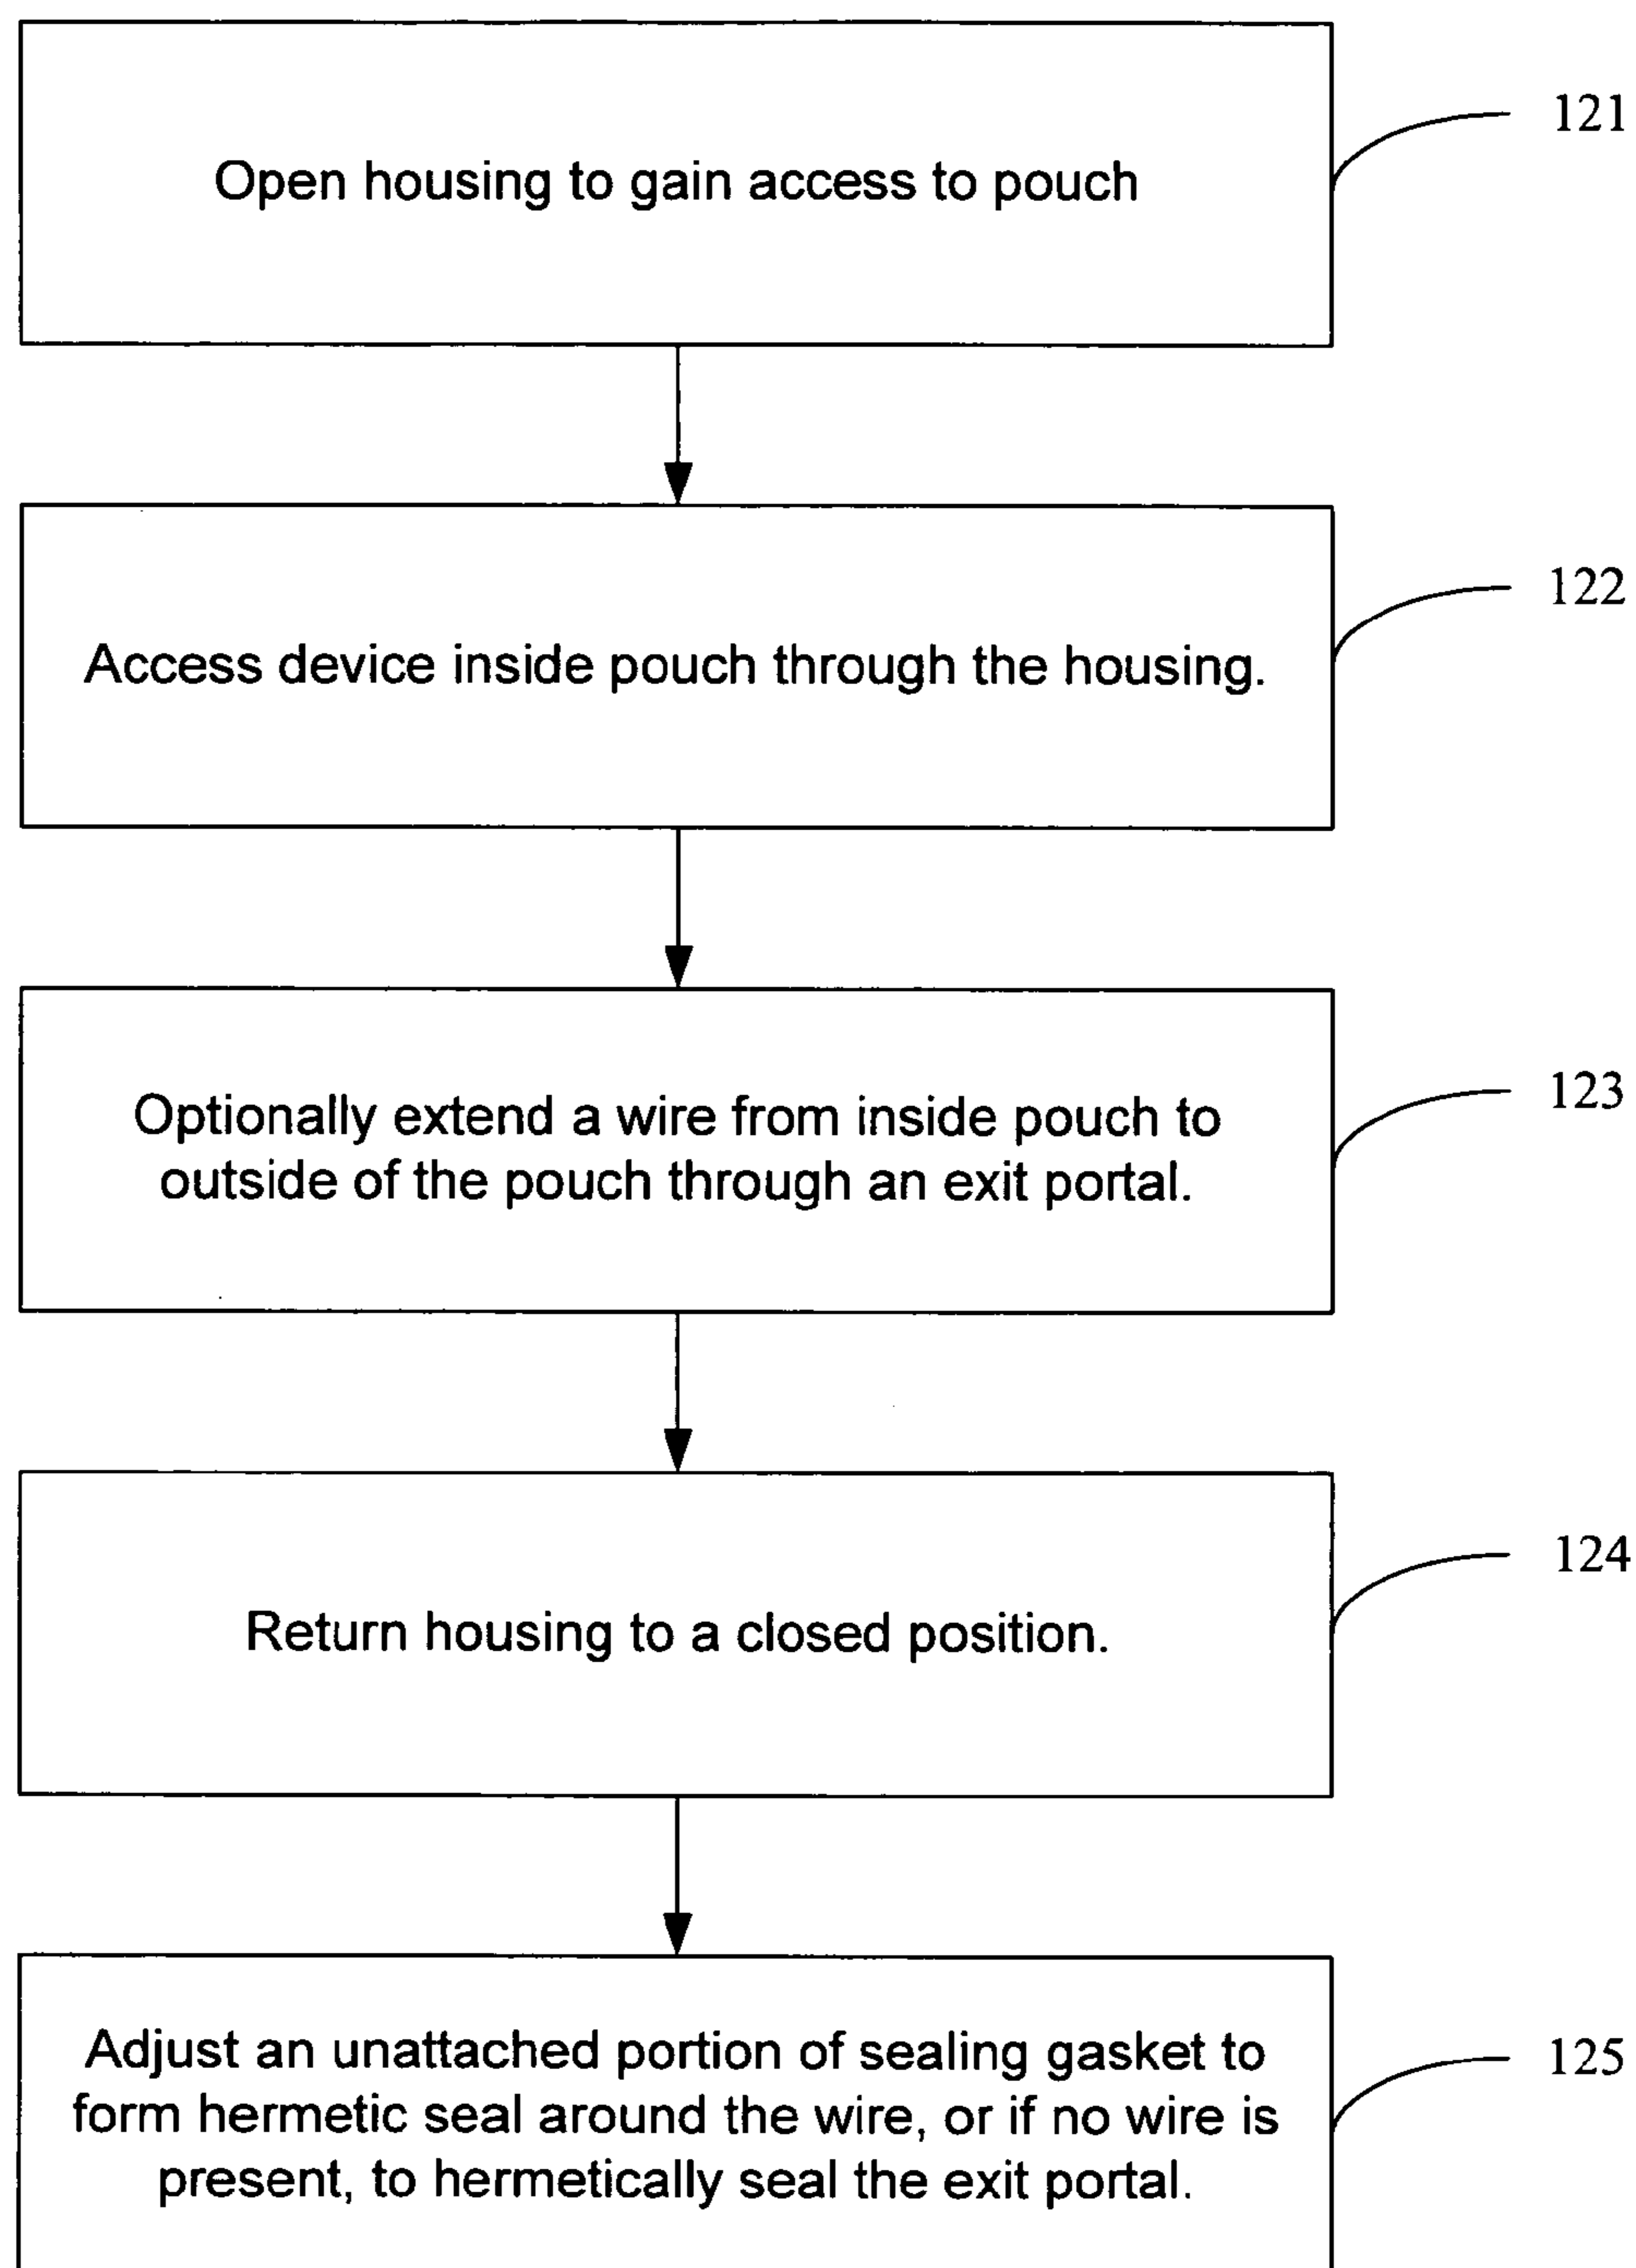 Open housing to gain access to pouch
121
Access device inside pouch through the housing.
122
Optionally extend a wire from inside pouch to
outside of the pouch through an exit portal.
123
Return housing to a closed position.
124
Adjust an unattached portion of sealing gasket to
form hermetic seal around the wire, or if no wire is
present, to hermetically seal the exit portal.
125